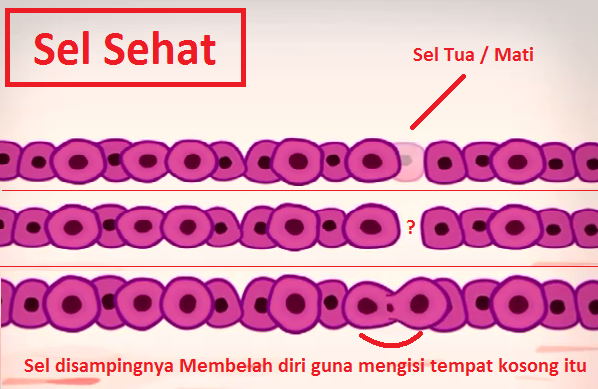 Sel Sehat
Sel Tua / Mati
?
Sel disampingnya Membelah diri guna mengisi tempat kosong itu